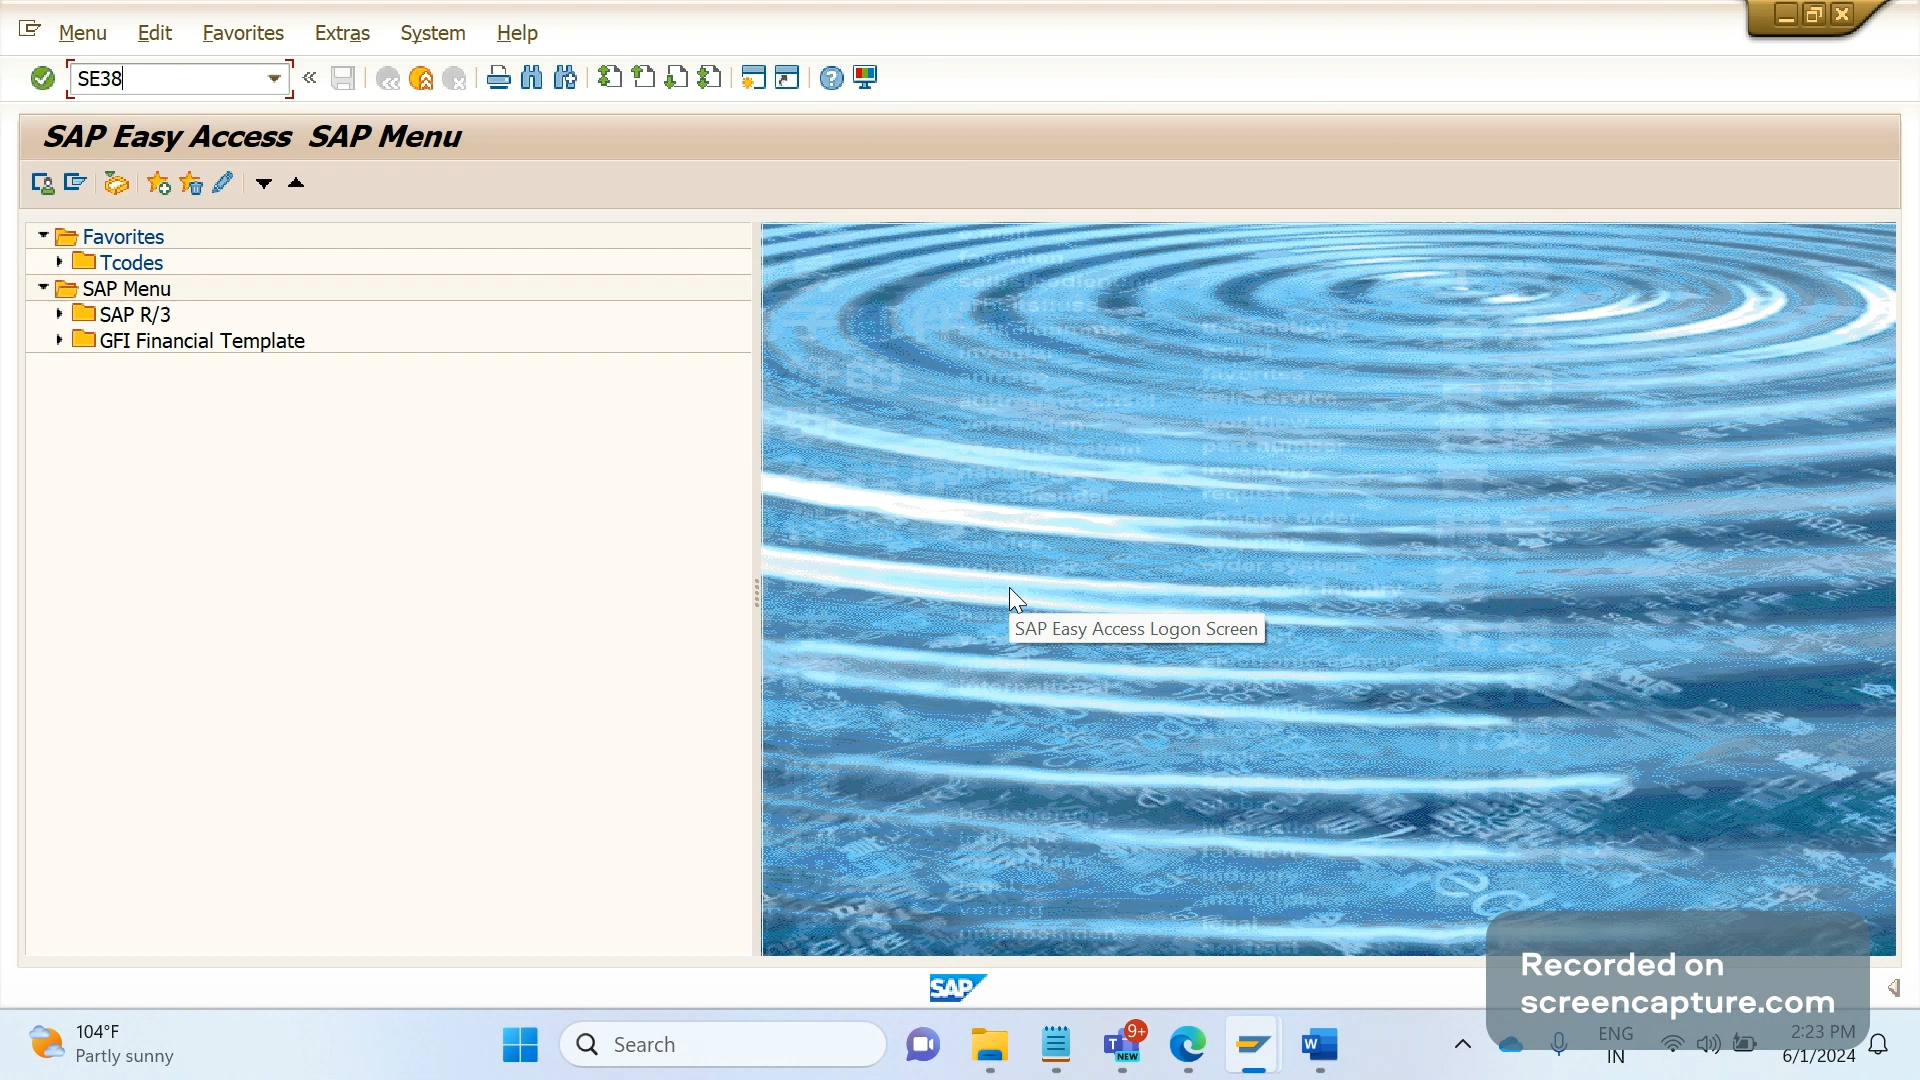 Menu Edit Favorites Extras System Help
SE38
SAP Easy Access SAP Menu
Favorites
Tcodes
SAP Menu
SAP R/3
GFI Financial Template
SAP Easy Access Logon Screen
Recorded on
screencapture.com
SAP
104°F
Partly sunny
Search
9+
T
NEW
W
ENG
IN
2:23 PM
6/1/2024